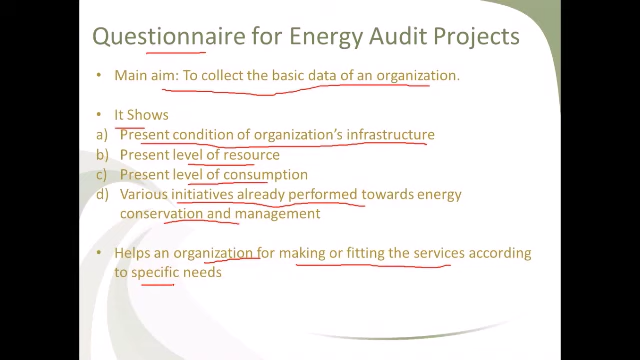 Questionnaire for Energy Audit Projects
• Main aim: To collect the basic data of an organization.
• It Shows
a) Present condition of organization's infrastructure
b) Present level of resource
c) Present level of consumption
d) Various initiatives already performed towards energy
conservation and management
• Helps an organization for making or fitting the services according
to specific needs